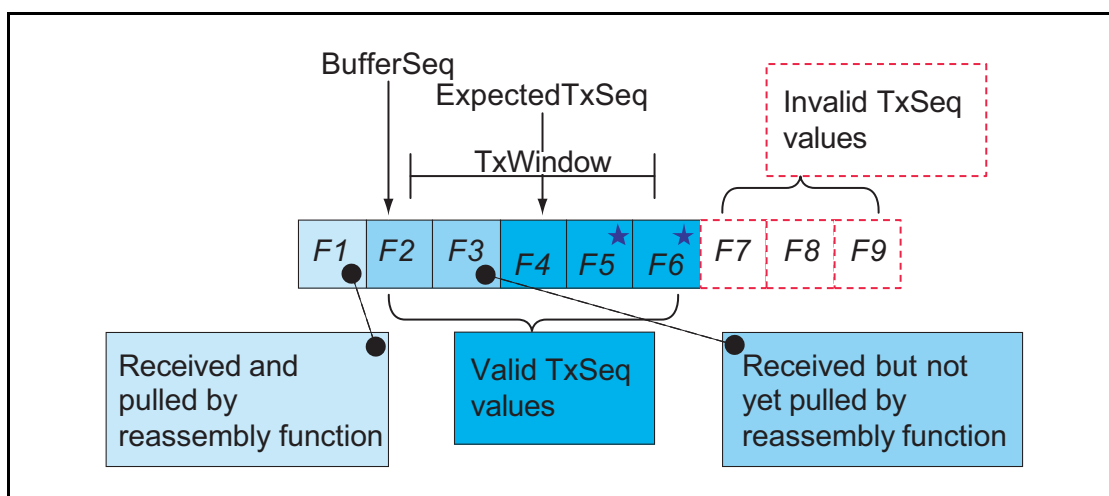 BufferSeq
ExpectedTxSeq
TxWindow
Invalid TxSeq
values
F1
F2
F3
F4
F5
F6
F7
F8
F9
Received and
pulled by
reassembly function
Valid TxSeq
values
Received but not
yet pulled by
reassembly function